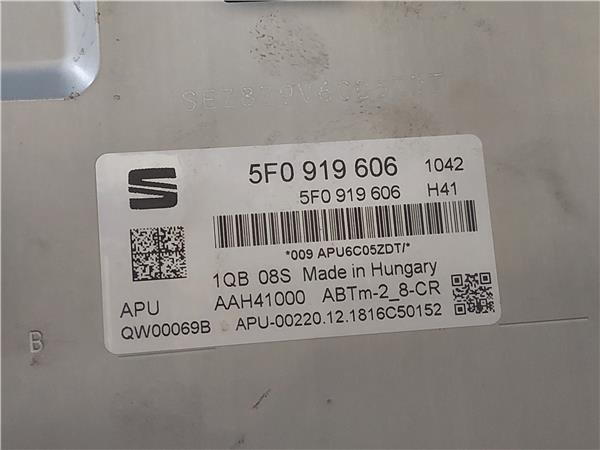 5F0 919 606 1042
5F0 919 606 H41
*009 APU6C05ZDT/*
1QB 08S Made in Hungary
APU AAH41000 ABTm-2_8-CR
QW00069B APU-00220.12.1816C50152
B